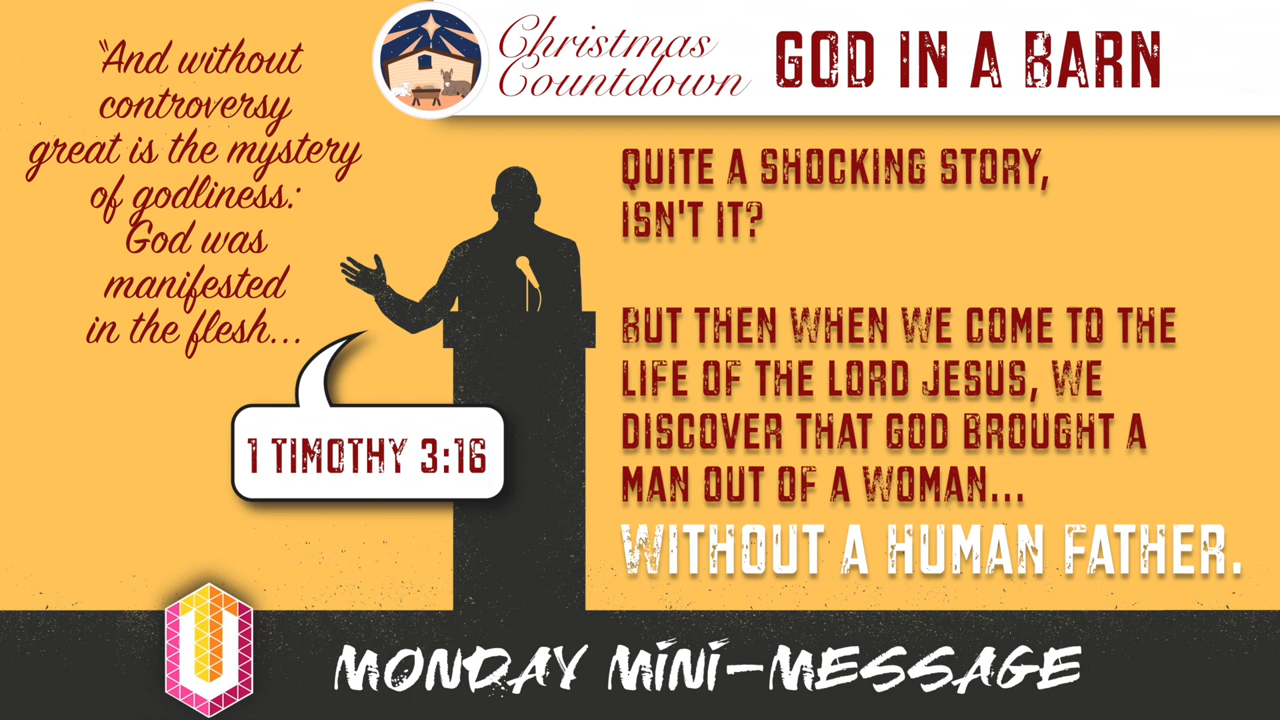 “And without
controversy
great is the mystery
of godliness:
God was
manifested
in the flesh...
1 TIMOTHY 3:16
Christmas
Countdown
GOD IN A BARN
QUITE A SHOCKING STORY,
ISN'T IT?
BUT THEN WHEN WE COME TO THE
LIFE OF THE LORD JESUS, WE
DISCOVER THAT GOD BROUGHT A
MAN OUT OF A WOMAN...
WITHOUT A HUMAN FATHER.
U
MONDAY MINI-MESSAGE